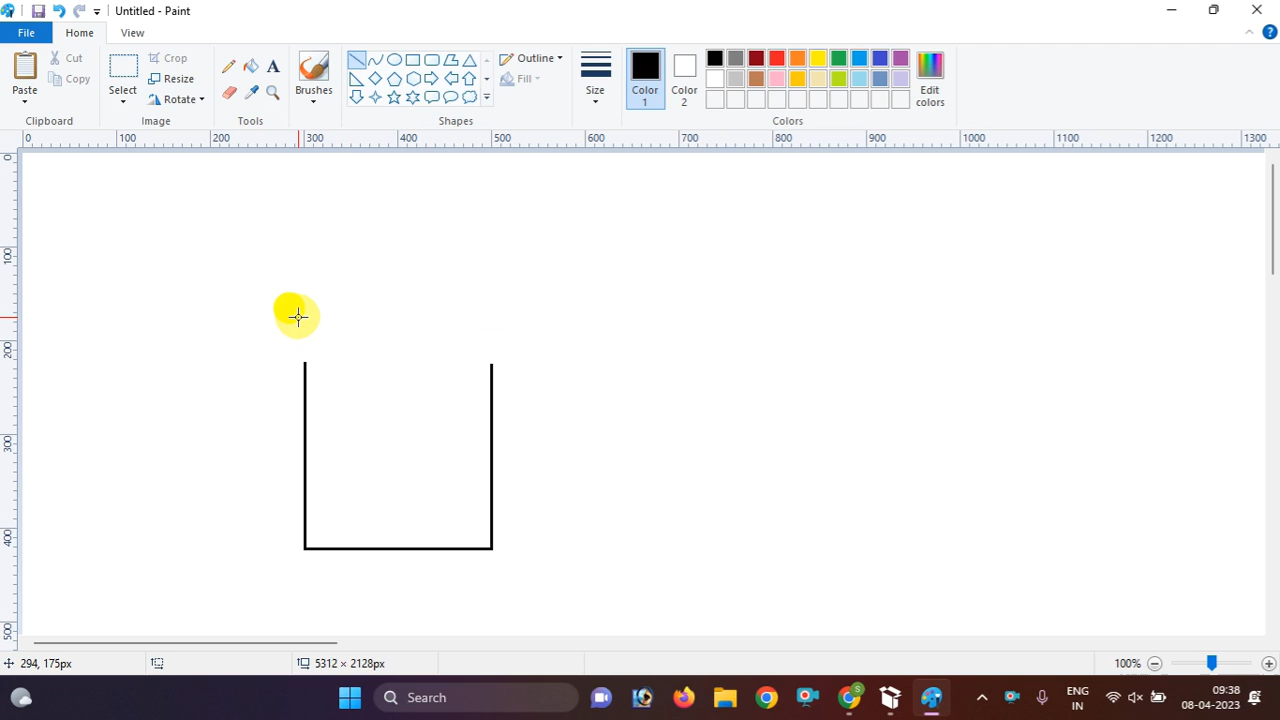 Untitled - Paint
File Home View
Paste
Cut
Copy
Clipboard
Select
Crop
Resize
Rotate
Image
A
Tools
Brushes
Outline
Fill
Shapes
Size
Color 1
Color 2
Edit colors
Colors
0 100 200 300 400 500 600 700 800 900 1000 1100 1200 1300
0
100
200
300
400
500
294, 175px
5312 × 2128px
100%
Search
S
ENG
IN
09:38
08-04-2023